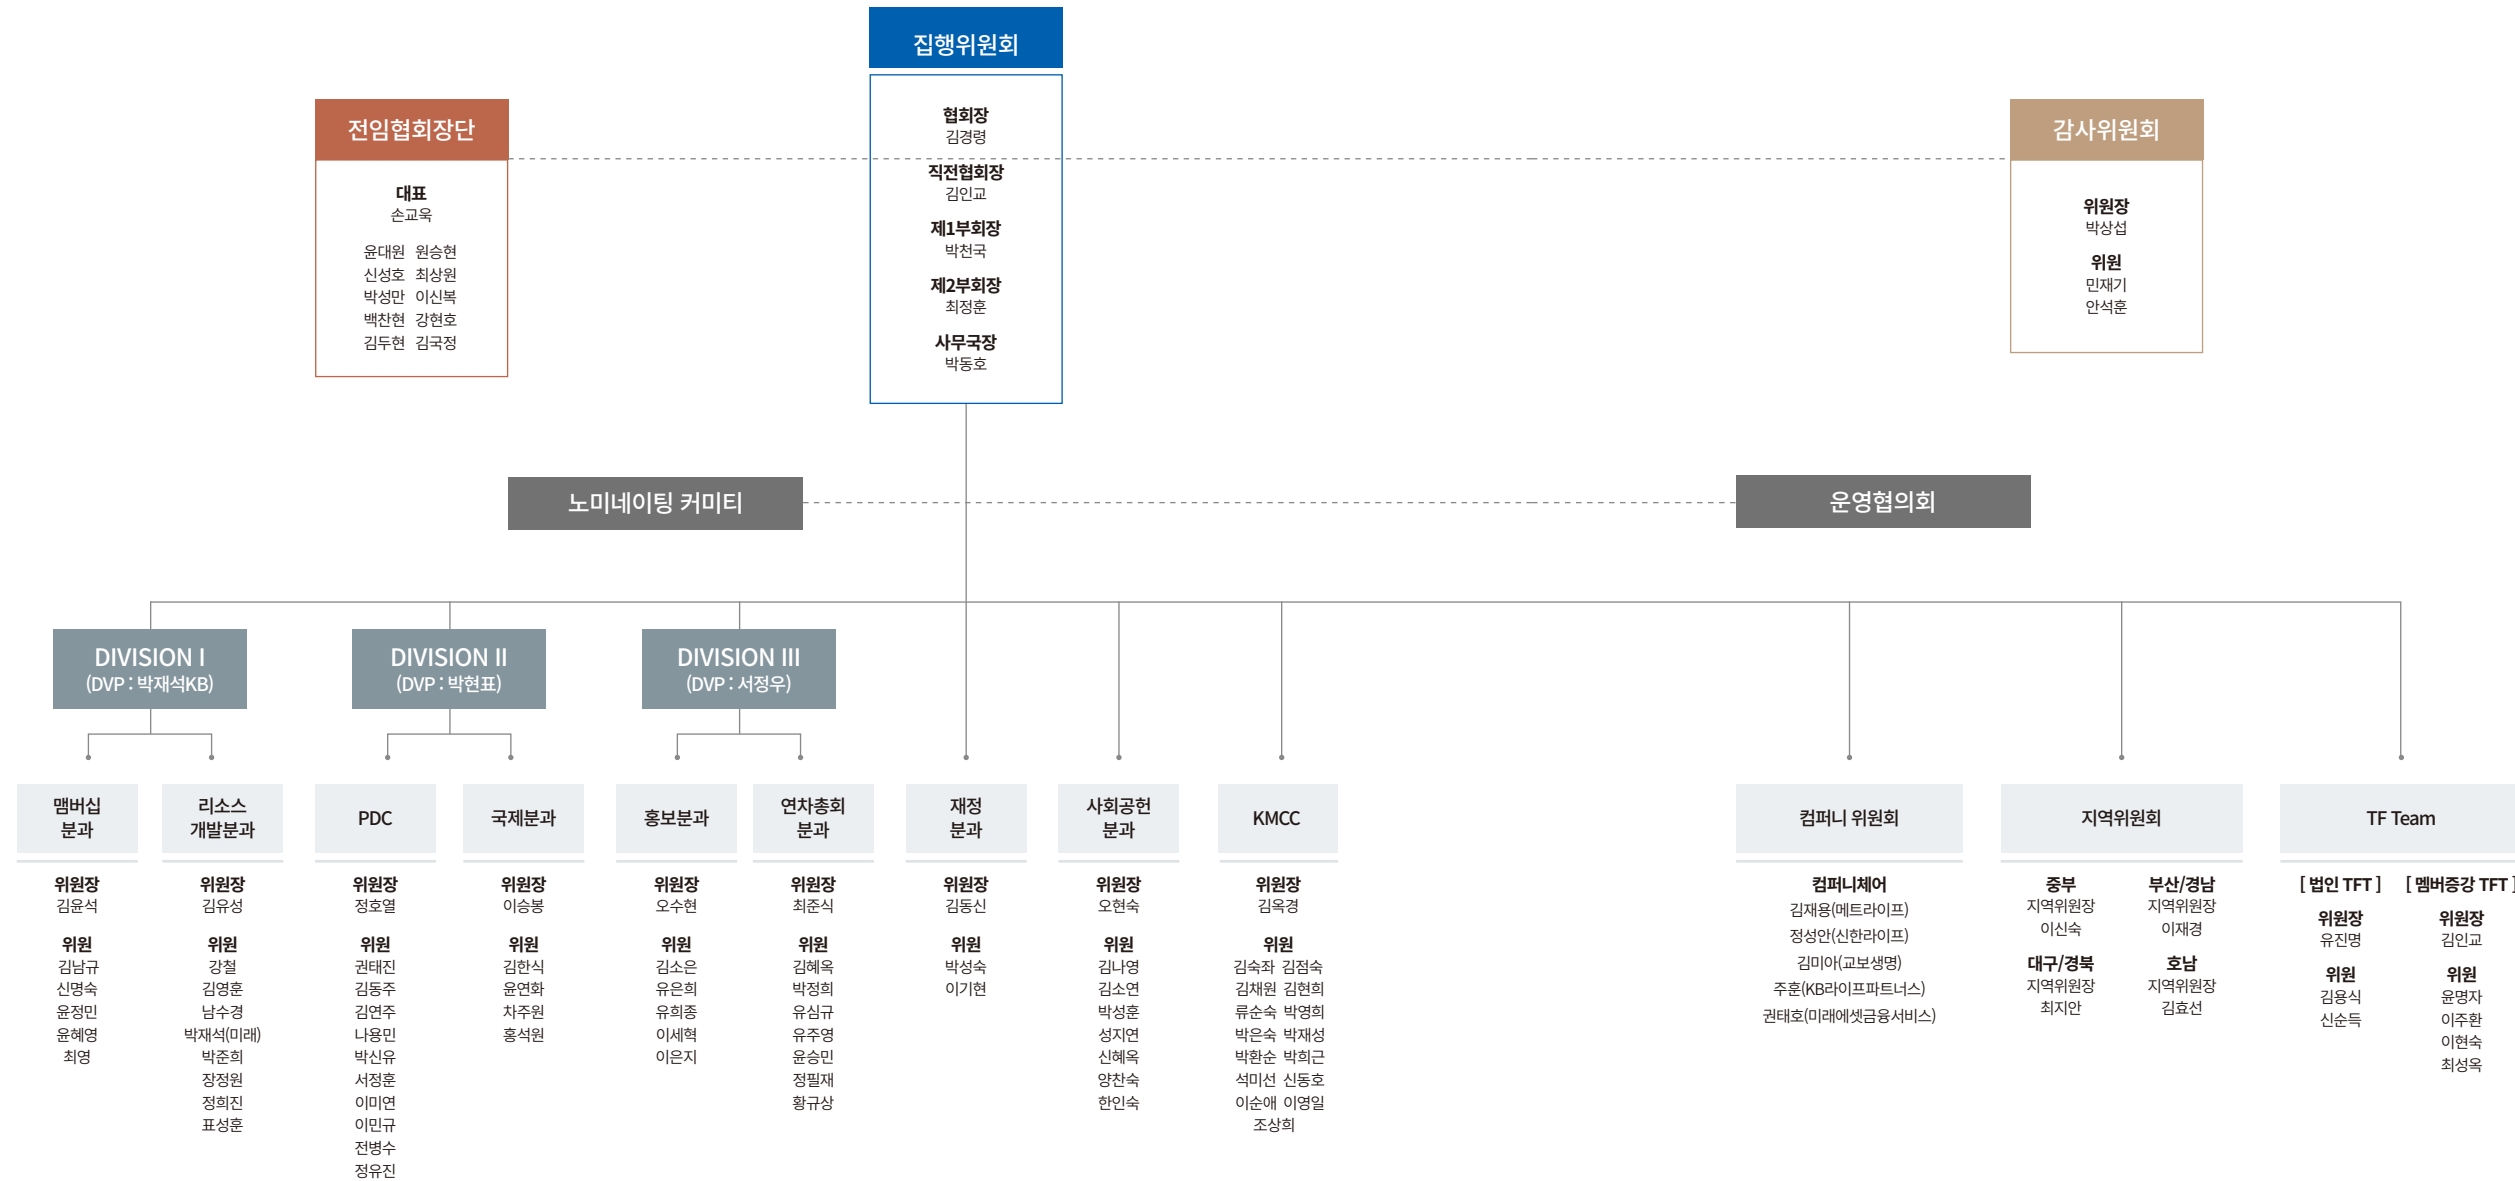 집행위원회
협회장
김경령
직전협회장
김인교
제1부회장
박천국
제2부회장
최정훈
사무국장
박동호
전임협회장단
대표
손교욱
윤대원 원승현
신성호 최상원
박성만 이신복
백찬현 강현호
김두현 김국정
감사위원회
위원장
박상섭
위원
민재기
안석훈
노미네이팅 커미티
운영협의회
DIVISION I
(DVP : 박재석KB)
DIVISION II
(DVP : 박현표)
DIVISION III
(DVP : 서정우)
맴버십
분과
위원장
김윤석
위원
김남규
신명숙
윤정민
윤혜영
최영
리소스
개발분과
위원장
김유성
위원
강철
김영훈
남수경
박재석(미래)
박준희
장정원
정희진
표성훈
PDC
위원장
정호열
위원
권태진
김동주
김연주
나용민
박신유
서정훈
이미연
이민규
전병수
정유진
국제분과
위원장
이승봉
위원
김한식
윤연화
차주원
홍석원
홍보분과
위원장
오수현
위원
김소은
유은희
유희종
이세혁
이은지
연차총회
분과
위원장
최준식
위원
김혜옥
박정희
유심규
유주영
윤승민
정필재
황규상
재정
분과
위원장
김동신
위원
박성숙
이기현
사회공헌
분과
위원장
오현숙
위원
김나영
김소연
박성훈
성지연
신혜옥
양찬숙
한인숙
KMCC
위원장
김옥경
위원
김숙좌 김점숙
김채원 김현희
류순숙 박영희
박은숙 박재성
박환순 박희근
석미선 신동호
이순애 이영일
조상희
컴퍼니 위원회
컴퍼니체어
김재용(메트라이프)
정성안(신한라이프)
김미아(교보생명)
주훈(KB라이프파트너스)
권태호(미래에셋금융서비스)
지역위원회
중부
지역위원장
이신숙
대구/경북
지역위원장
최지안
부산/경남
지역위원장
이재경
호남
지역위원장
김효선
TF Team
[ 법인 TFT ]
위원장
유진명
위원
김용식
신순득
[ 멤버증강 TFT ]
위원장
김인교
위원
윤명자
이주환
이현숙
최성옥